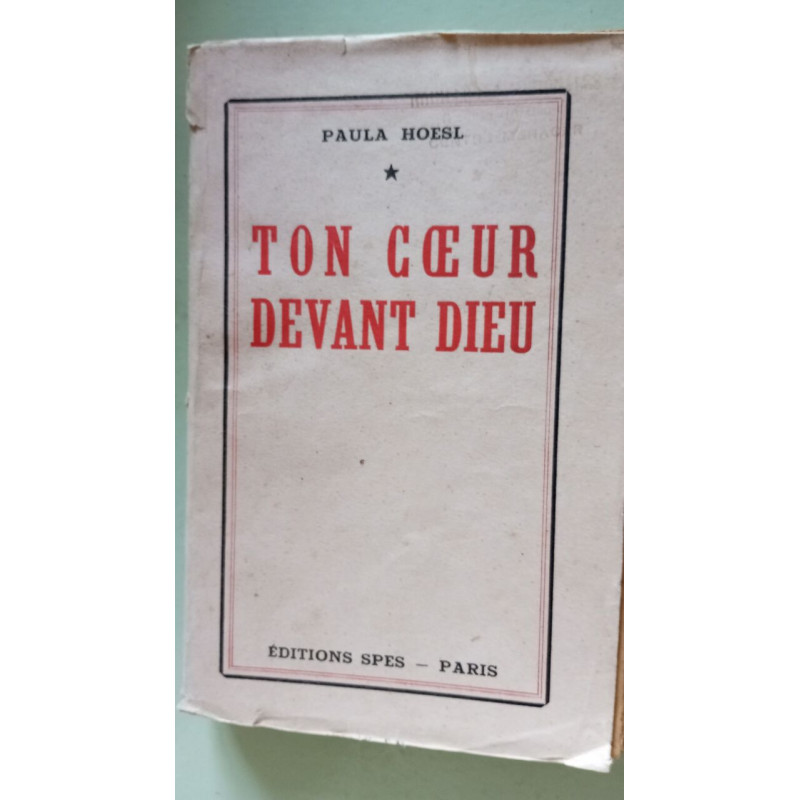 PAULA HOESL
★
TON CŒUR
DEVANT DIEU
ÉDITIONS SPES — PARIS